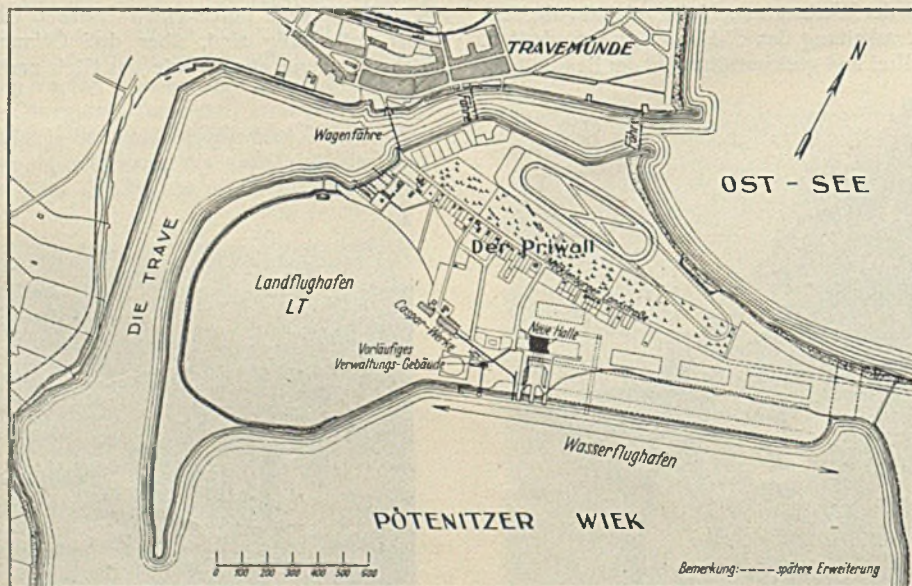 TRAVEMÜNDE
N
Wagenfähre
Fähre
Fähre
OST-SEE
DIE TRAVE
Der Priwall
Landflughafen
LT
Caspar-Werke
Neue Halle
Vorläufiges
Verwaltungs-Gebäude
Wasserflughafen
PÖTENITZER WIEK
0 100 200 300 400 500 600
Bemerkung:---- spätere Erweiterung